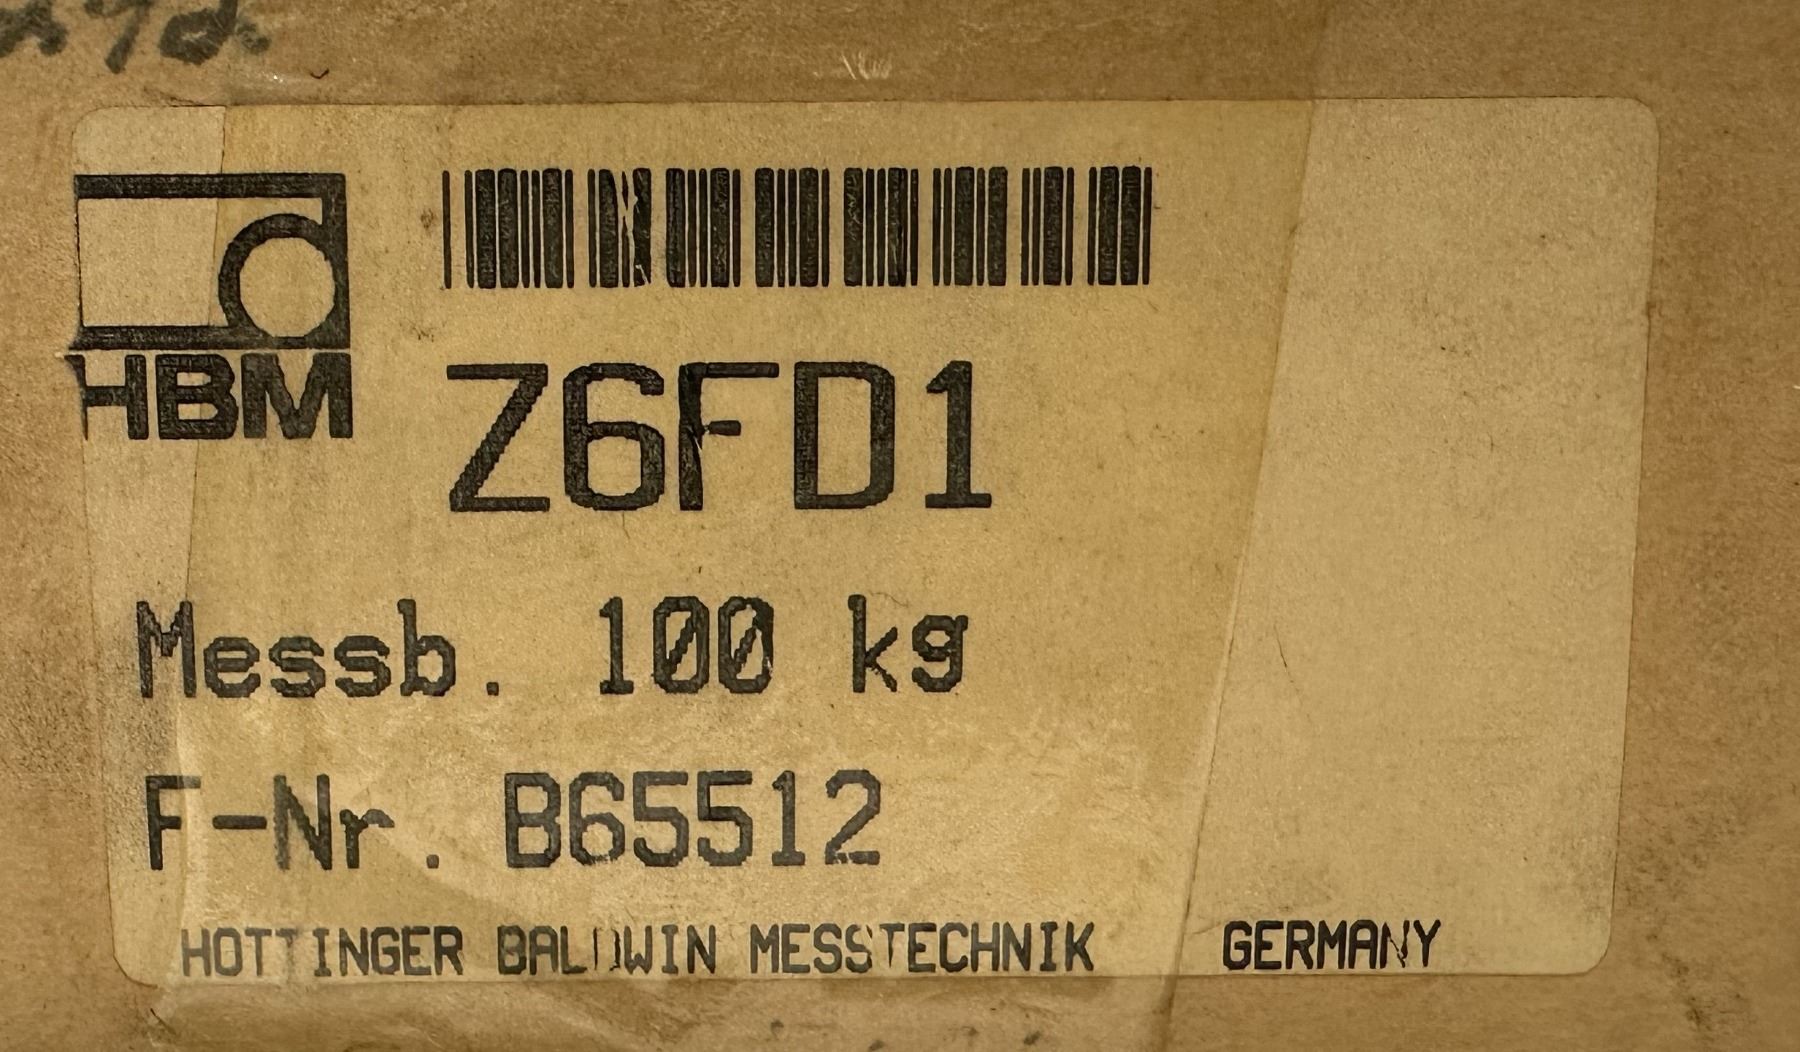 HBM
Z6FD1
Messb. 100 kg
F-Nr. B65512
HOTTINGER BALDWIN MESSTECHNIK GERMANY